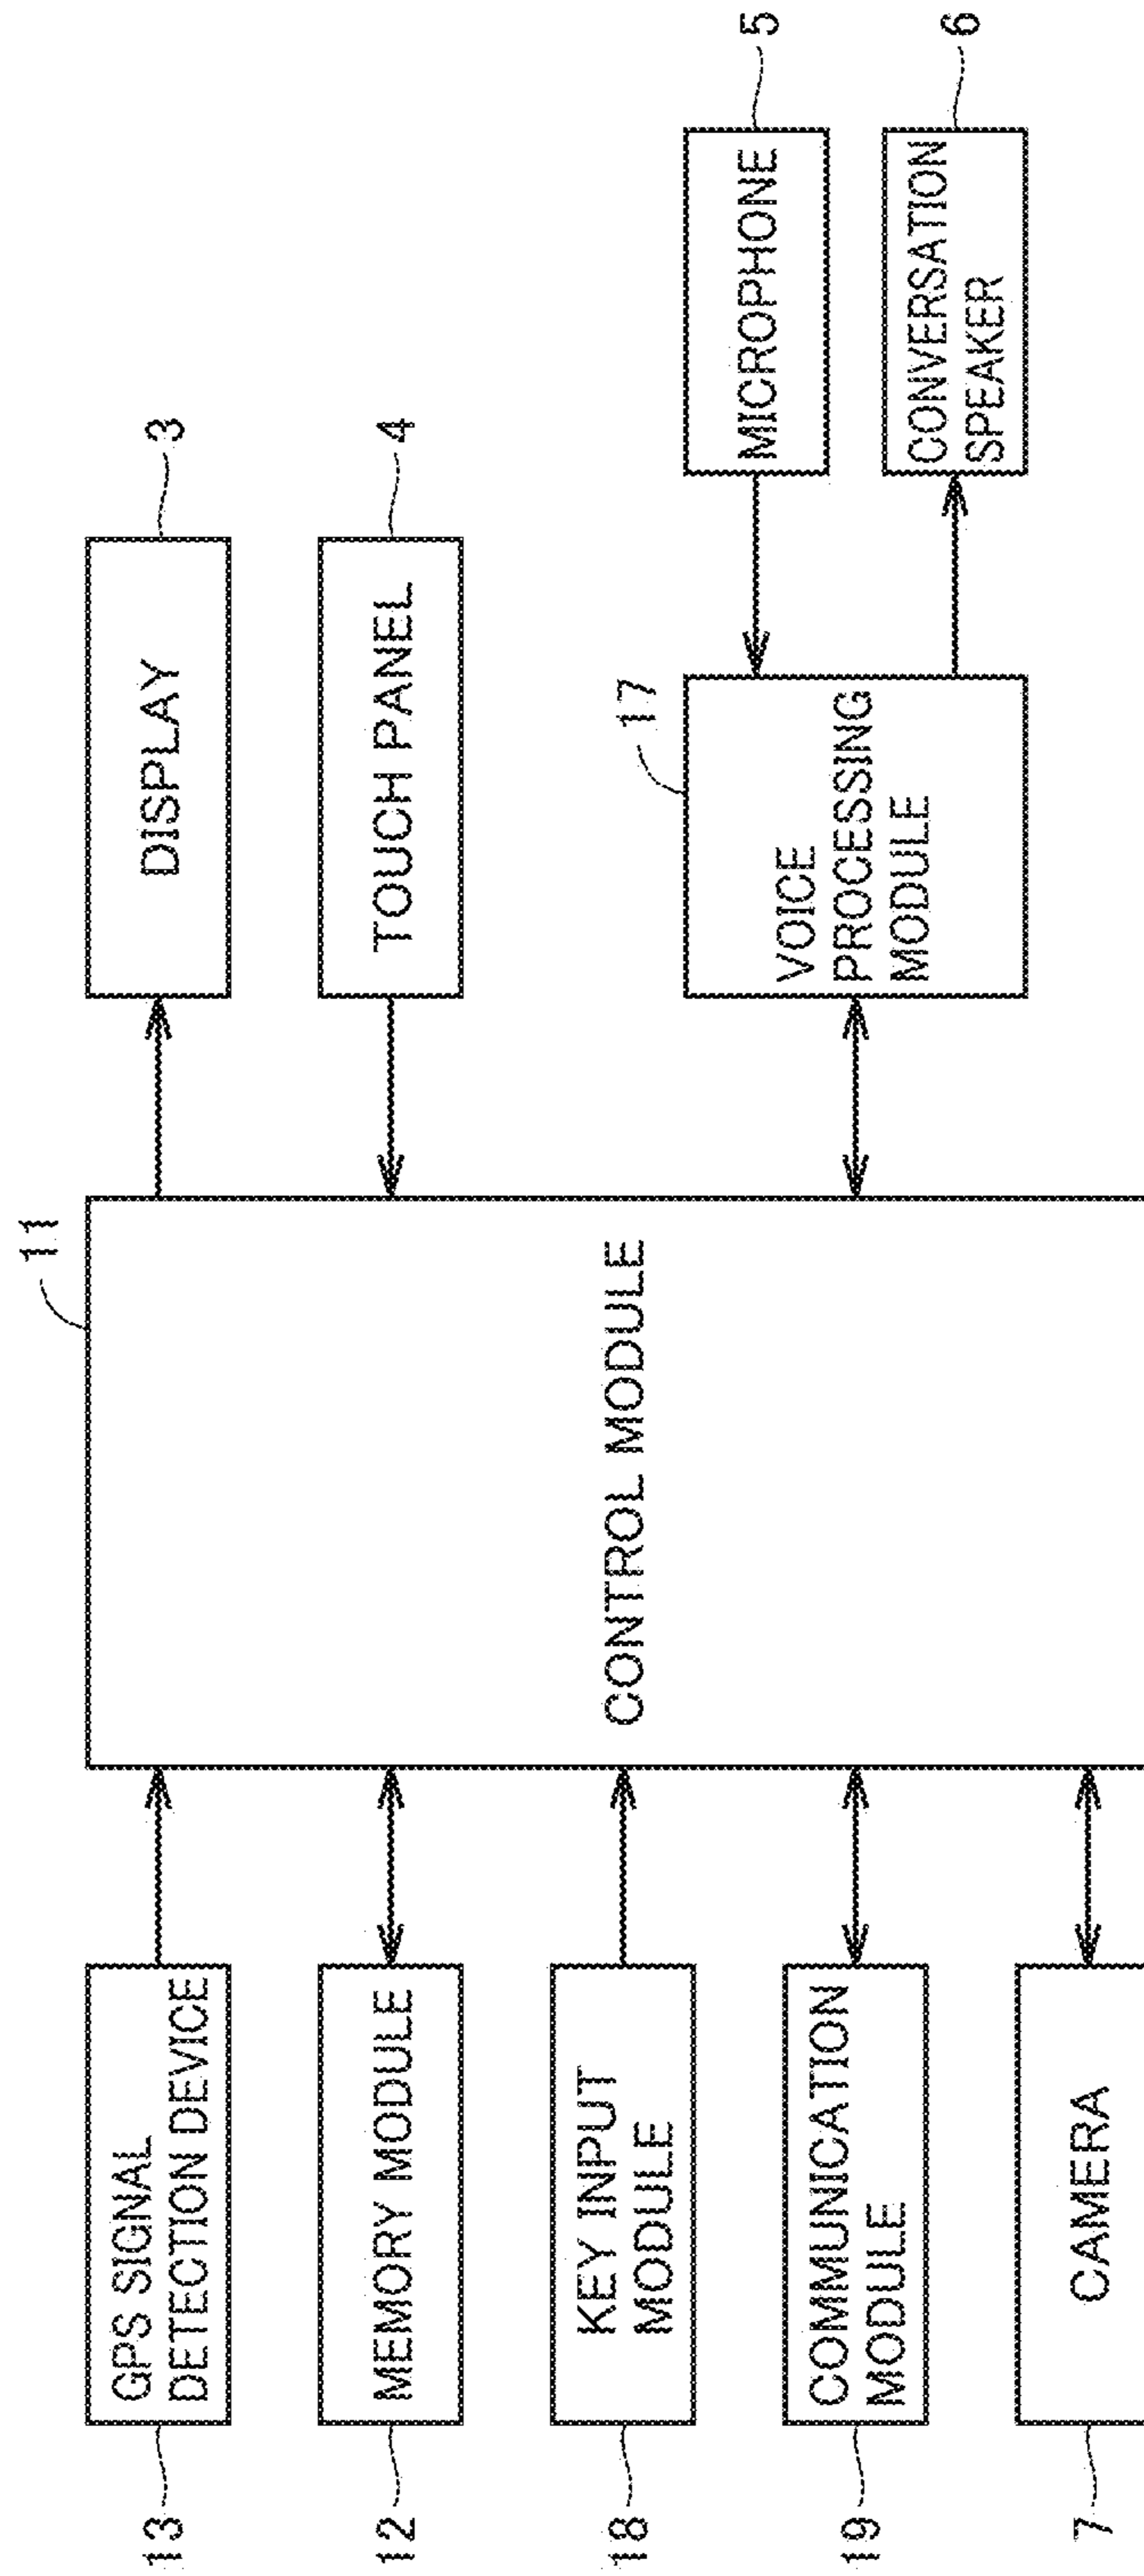 11
13
GPS SIGNAL
DETECTION DEVICE
DISPLAY
3
12
MEMORY MODULE
TOUCH PANEL
4
18
KEY INPUT
MODULE
CONTROL MODULE
17
19
COMMUNICATION
MODULE
VOICE
PROCESSING
MODULE
MICROPHONE
5
CONVERSATION
SPEAKER
6
7
CAMERA